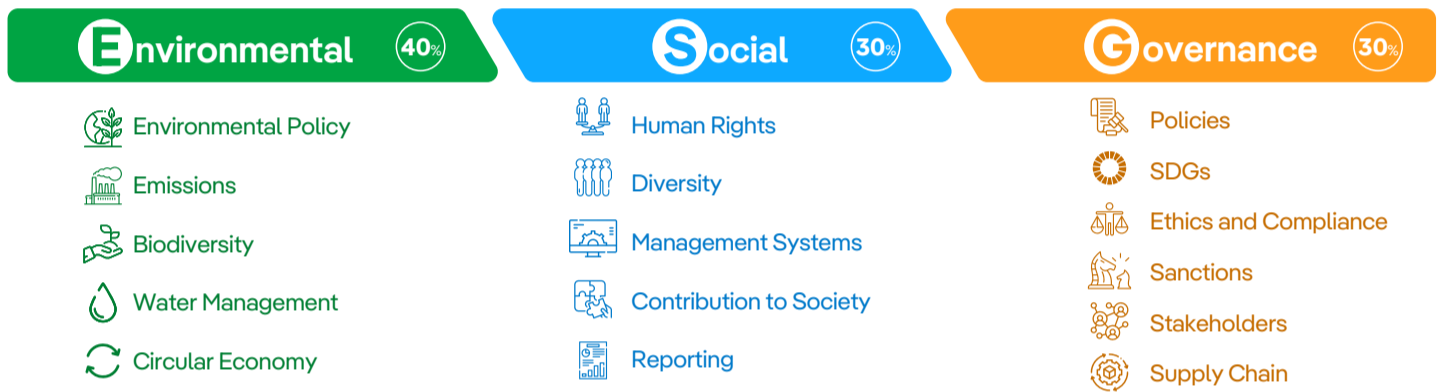 Environmental 40%
Environmental Policy
Emissions
Biodiversity
Water Management
Circular Economy
Social 30%
Human Rights
Diversity
Management Systems
Contribution to Society
Reporting
Governance 30%
Policies
SDGs
Ethics and Compliance
Sanctions
Stakeholders
Supply Chain